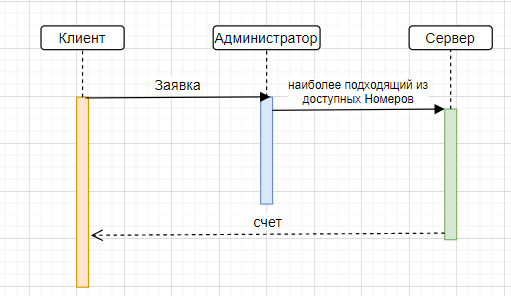 Клиент
Администратор
Сервер
Заявка
наиболее подходящий из
доступных Номеров
счет